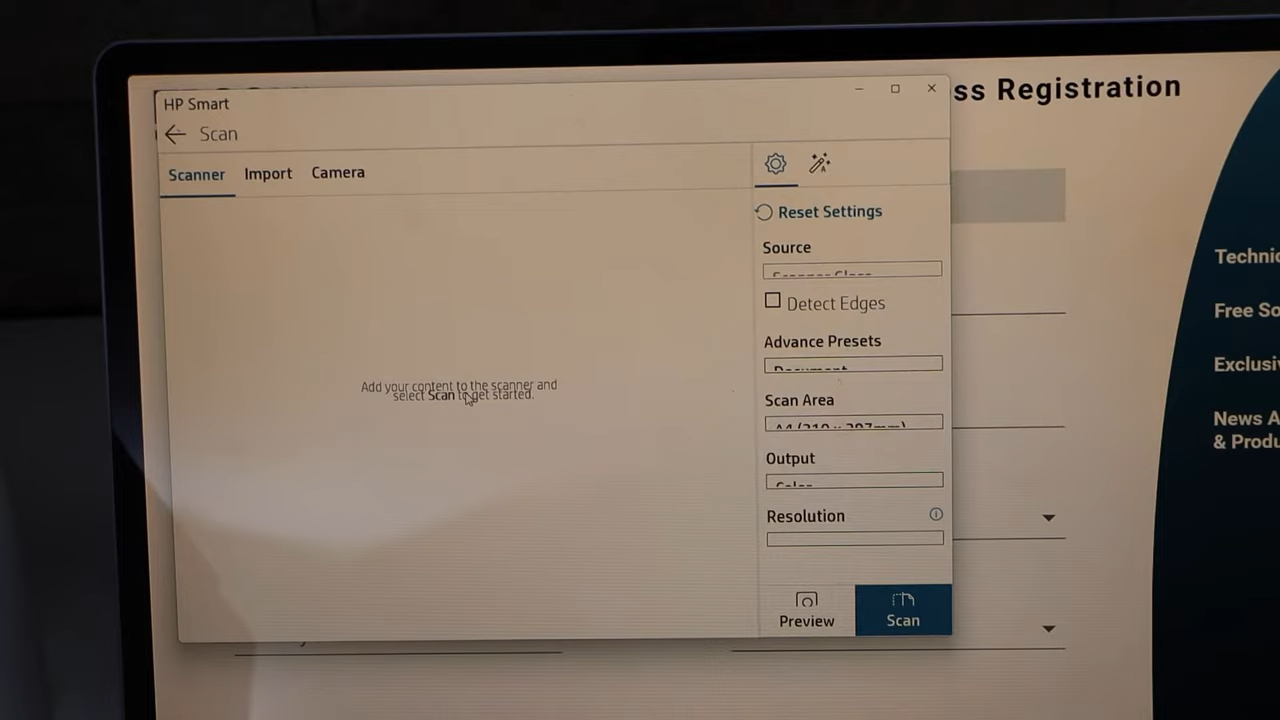 HP Smart
ss Registration
Scan
Scanner Import Camera
Reset Settings
Source
Detect Edges
Advance Presets
Scan Area
Output
Resolution
Add your content to the scanner and
select Scan to get started.
Preview
Scan
Technic
Free So
Exclusiv
News A
& Produ